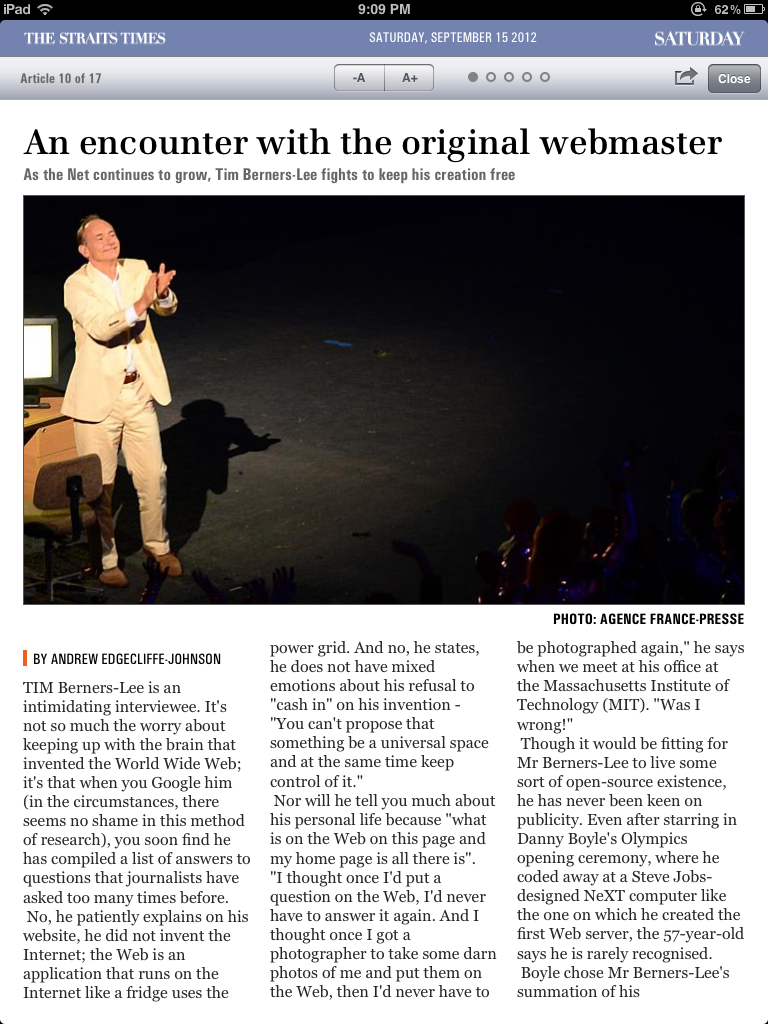 iPad 9:09 PM 62%
THE STRAITS TIMES SATURDAY, SEPTEMBER 15 2012 SATURDAY
Article 10 of 17 -A A+ Close
An encounter with the original webmaster
As the Net continues to grow, Tim Berners-Lee fights to keep his creation free
PHOTO: AGENCE FRANCE-PRESSE
BY ANDREW EDGECLIFFE-JOHNSON
TIM Berners-Lee is an
intimidating interviewee. It's
not so much the worry about
keeping up with the brain that
invented the World Wide Web;
it's that when you Google him
(in the circumstances, there
seems no shame in this method
of research), you soon find he
has compiled a list of answers to
questions that journalists have
asked too many times before.
No, he patiently explains on his
website, he did not invent the
Internet; the Web is an
application that runs on the
Internet like a fridge uses the
power grid. And no, he states,
he does not have mixed
emotions about his refusal to
"cash in" on his invention -
"You can't propose that
something be a universal space
and at the same time keep
control of it."
Nor will he tell you much about
his personal life because "what
is on the Web on this page and
my home page is all there is".
"I thought once I'd put a
question on the Web, I'd never
have to answer it again. And I
thought once I got a
photographer to take some darn
photos of me and put them on
the Web, then I'd never have to
be photographed again," he says
when we meet at his office at
the Massachusetts Institute of
Technology (MIT). "Was I
wrong!"
Though it would be fitting for
Mr Berners-Lee to live some
sort of open-source existence,
he has never been keen on
publicity. Even after starring in
Danny Boyle's Olympics
opening ceremony, where he
coded away at a Steve Jobs-
designed NeXT computer like
the one on which he created the
first Web server, the 57-year-old
says he is rarely recognised.
Boyle chose Mr Berners-Lee's
summation of his